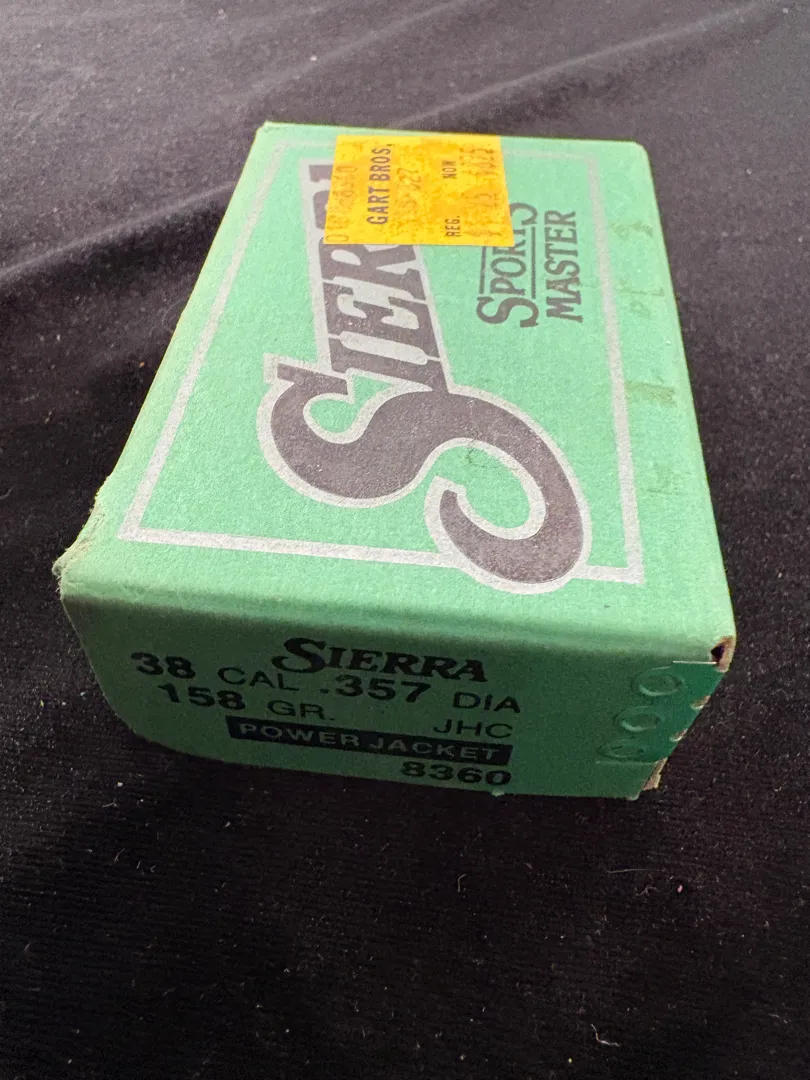 GART BROS.
REG. NOW
SIERRA
SPORTS
MASTER
SIERRA
38 CAL .357 DIA
158 GR. JHC
POWER JACKET
8360